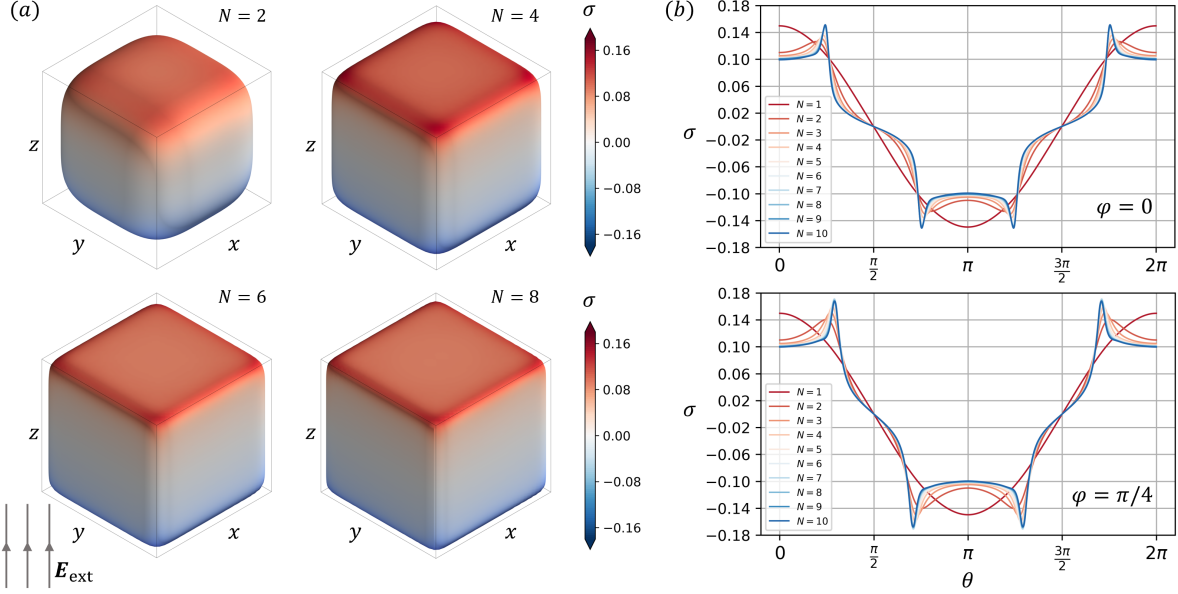 (a)
N = 2
z
y
x
N = 4
z
y
x
σ
0.16
0.08
0.00
−0.08
−0.16
N = 6
z
y
x
N = 8
z
y
x
σ
0.16
0.08
0.00
−0.08
−0.16
E_ext
(b)
σ
0.18
0.14
0.10
0.06
0.02
−0.02
−0.06
−0.10
−0.14
−0.18
N = 1
N = 2
N = 3
N = 4
N = 5
N = 6
N = 7
N = 8
N = 9
N = 10
φ = 0
0 π/2 π 3π/2 2π
σ
0.18
0.14
0.10
0.06
0.02
−0.02
−0.06
−0.10
−0.14
−0.18
N = 1
N = 2
N = 3
N = 4
N = 5
N = 6
N = 7
N = 8
N = 9
N = 10
φ = π/4
0 π/2 π 3π/2 2π
θ